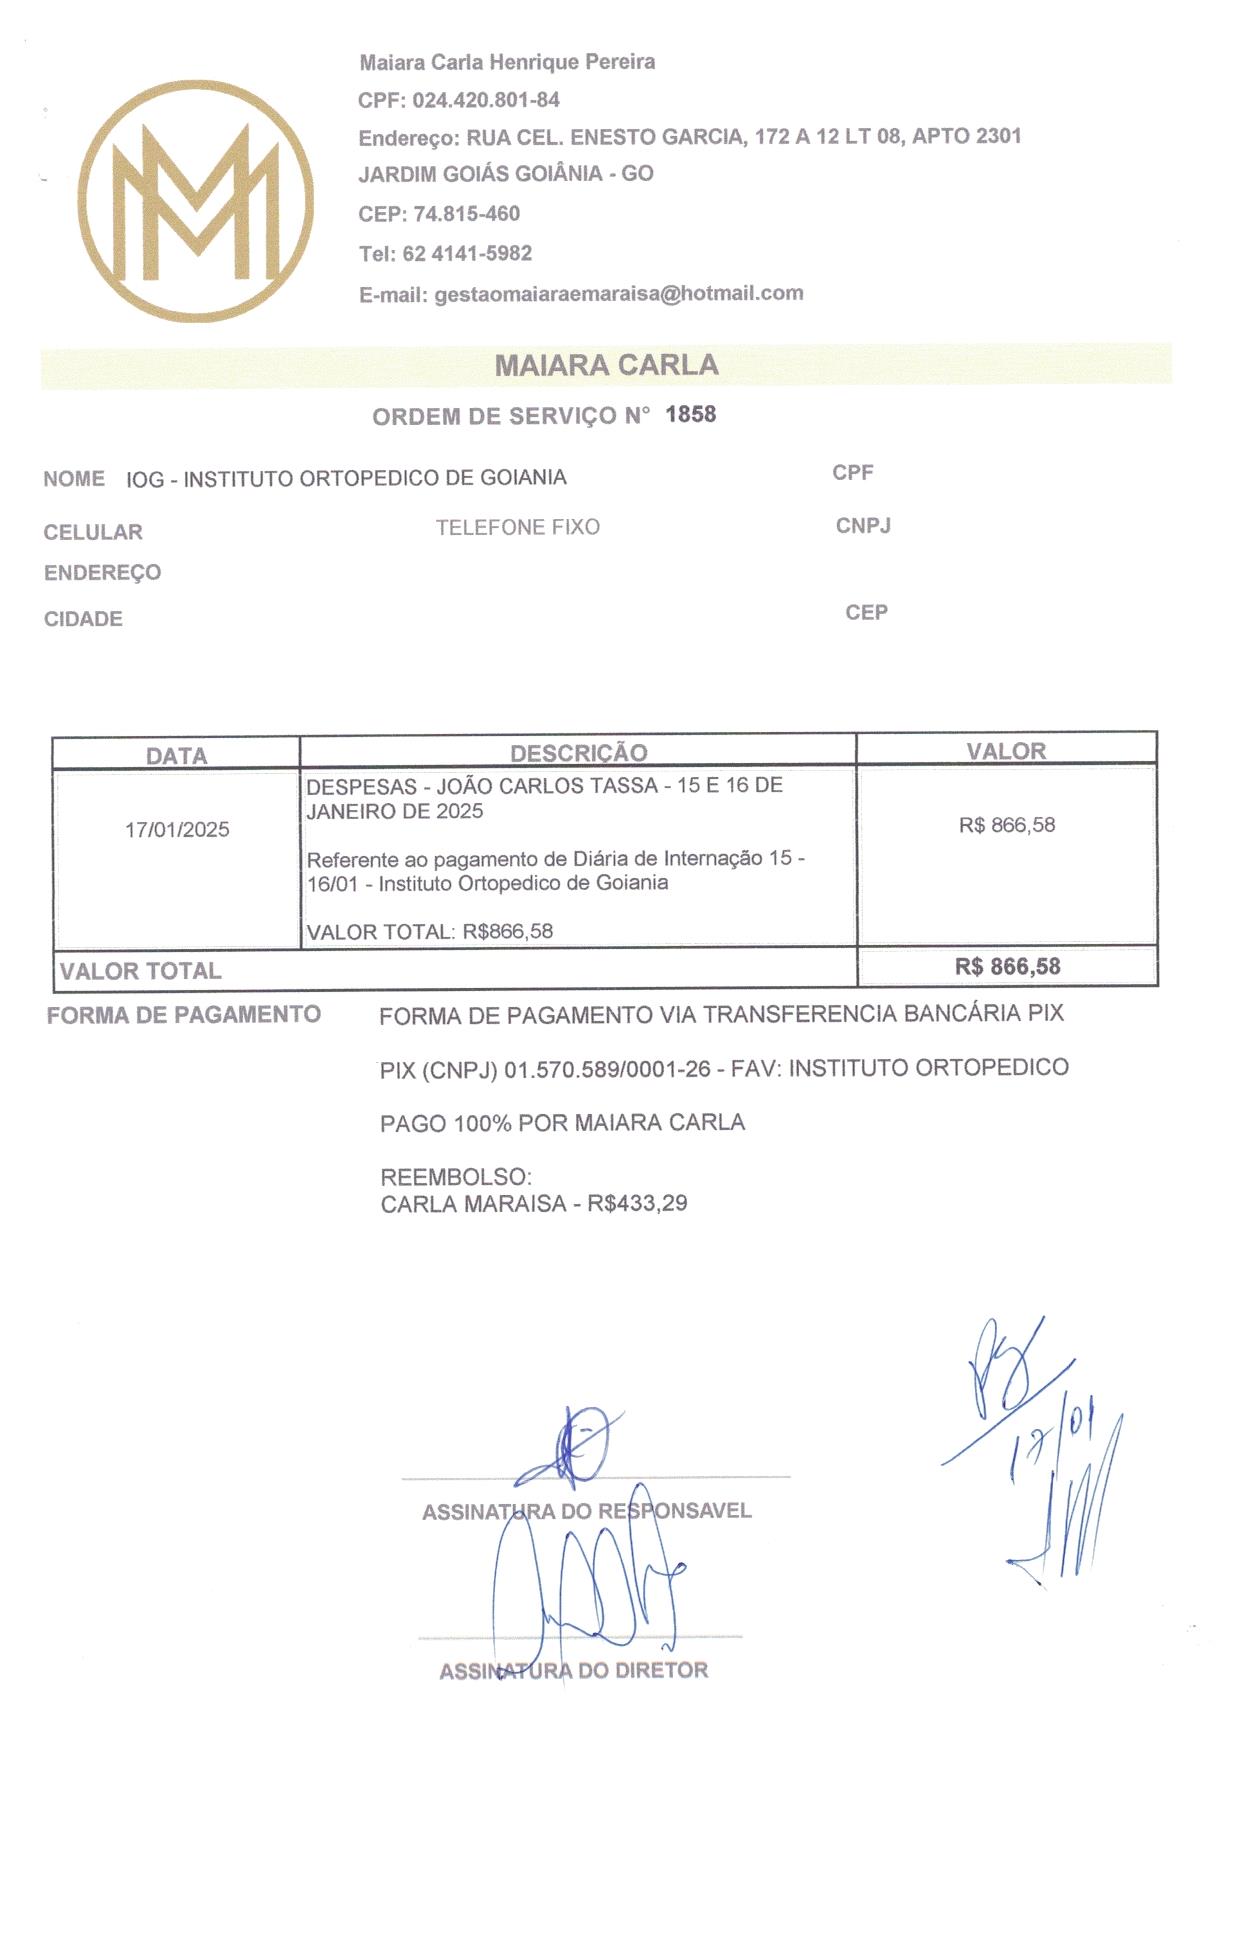 Maiara Carla Henrique Pereira
CPF: 024.420.801-84
Endereço: RUA CEL. ENESTO GARCIA, 172 A 12 LT 08, APTO 2301
JARDIM GOIÁS GOIÂNIA - GO
CEP: 74.815-460
Tel: 62 4141-5982
E-mail: gestaomaiaraemaraisa@hotmail.com
MAIARA CARLA
ORDEM DE SERVIÇO N° 1858
NOME IOG - INSTITUTO ORTOPEDICO DE GOIANIA CPF
CELULAR TELEFONE FIXO CNPJ
ENDEREÇO
CIDADE CEP
DATA DESCRIÇÃO VALOR
DESPESAS - JOÃO CARLOS TASSA - 15 E 16 DE
JANEIRO DE 2025
17/01/2025 R$ 866,58
Referente ao pagamento de Diária de Internação 15 -
16/01 - Instituto Ortopedico de Goiania
VALOR TOTAL: R$866,58
VALOR TOTAL R$ 866,58
FORMA DE PAGAMENTO FORMA DE PAGAMENTO VIA TRANSFERENCIA BANCÁRIA PIX
PIX (CNPJ) 01.570.589/0001-26 - FAV: INSTITUTO ORTOPEDICO
PAGO 100% POR MAIARA CARLA
REEMBOLSO:
CARLA MARAISA - R$433,29
17/01
ASSINATURA DO RESPONSAVEL
ASSINATURA DO DIRETOR